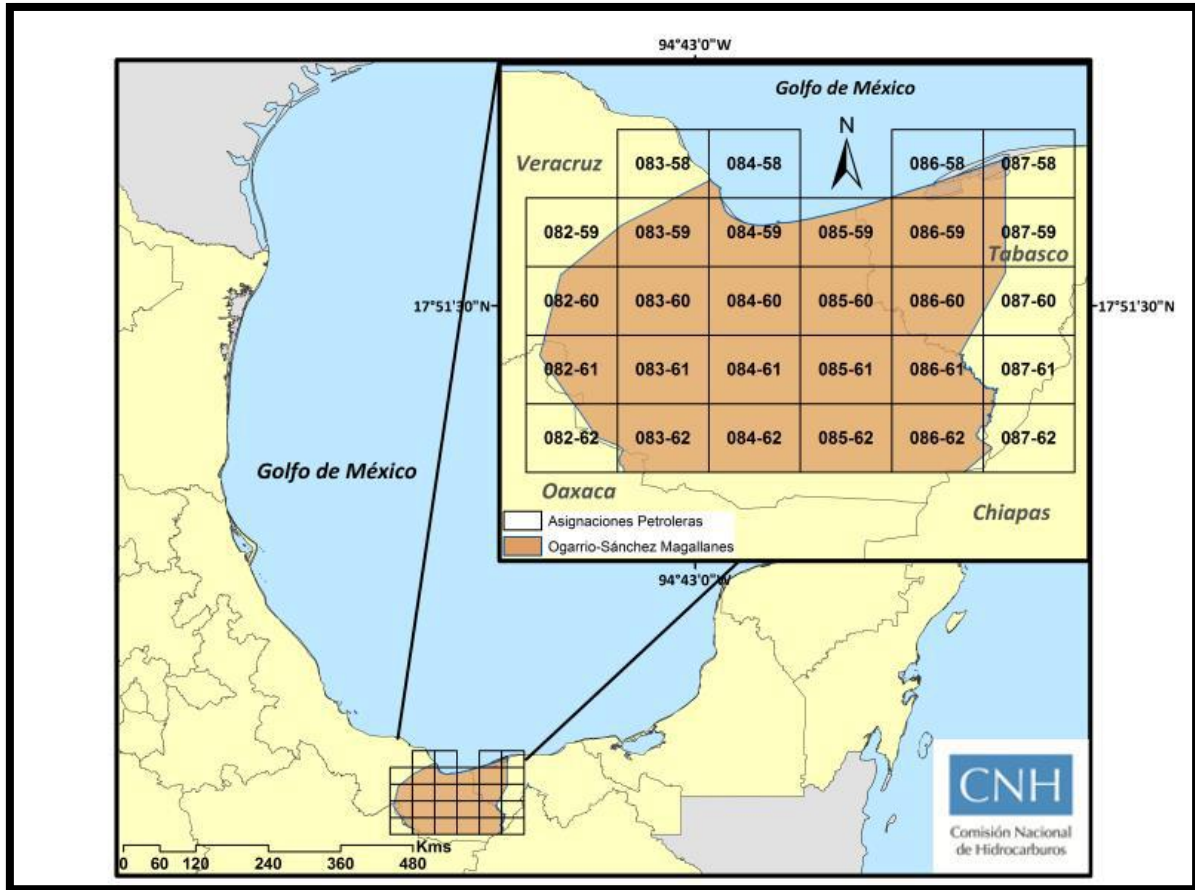 94°43'0"W
Golfo de México
N
Veracruz
083-58 084-58 086-58 087-58
082-59 083-59 084-59 085-59 086-59 087-59
Tabasco
082-60 083-60 084-60 085-60 086-60 087-60
17°51'30"N
17°51'30"N
082-61 083-61 084-61 085-61 086-61 087-61
082-62 083-62 084-62 085-62 086-62 087-62
Oaxaca
Chiapas
Asignaciones Petroleras
Ogarrio-Sánchez Magallanes
94°43'0"W
Golfo de México
Kms
0 60 120 240 360 480
CNH
Comisión Nacional
de Hidrocarburos